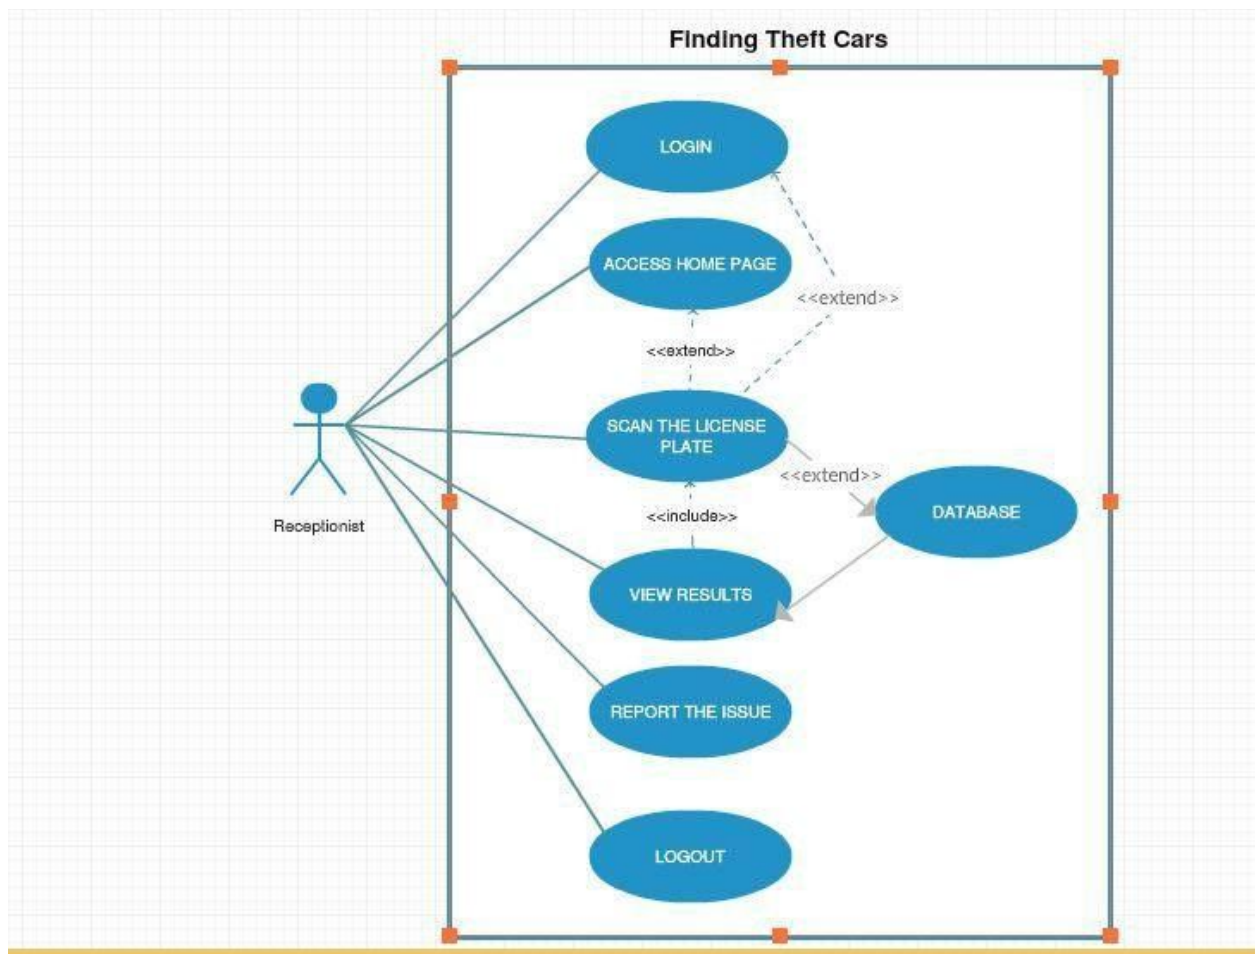 Finding Theft Cars
LOGIN
ACCESS HOME PAGE
<<extend>>
<<extend>>
SCAN THE LICENSE
PLATE
<<extend>>
DATABASE
<<include>>
Receptionist
VIEW RESULTS
REPORT THE ISSUE
LOGOUT